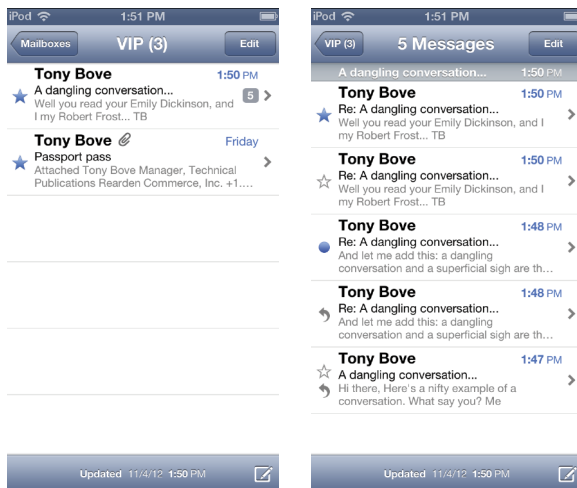 iPod 1:51 PM
Mailboxes VIP (3) Edit
Tony Bove 1:50 PM
A dangling conversation...
Well you read your Emily Dickinson, and 5
I my Robert Frost... TB
Tony Bove Friday
Passport pass
Attached Tony Bove Manager, Technical
Publications Rearden Commerce, Inc. +1....
Updated 11/4/12 1:50 PM
iPod 1:51 PM
VIP (3) 5 Messages Edit
A dangling conversation... 1:50 PM
Tony Bove 1:50 PM
Re: A dangling conversation...
Well you read your Emily Dickinson, and I
my Robert Frost... TB
Tony Bove 1:50 PM
Re: A dangling conversation...
Well you read your Emily Dickinson, and I
my Robert Frost... TB
Tony Bove 1:48 PM
Re: A dangling conversation...
And let me add this: a dangling
conversation and a superficial sigh are th...
Tony Bove 1:48 PM
Re: A dangling conversation...
And let me add this: a dangling
conversation and a superficial sigh are th...
Tony Bove 1:47 PM
A dangling conversation...
Hi there, Here's a nifty example of a
conversation. What say you? Me
Updated 11/4/12 1:50 PM